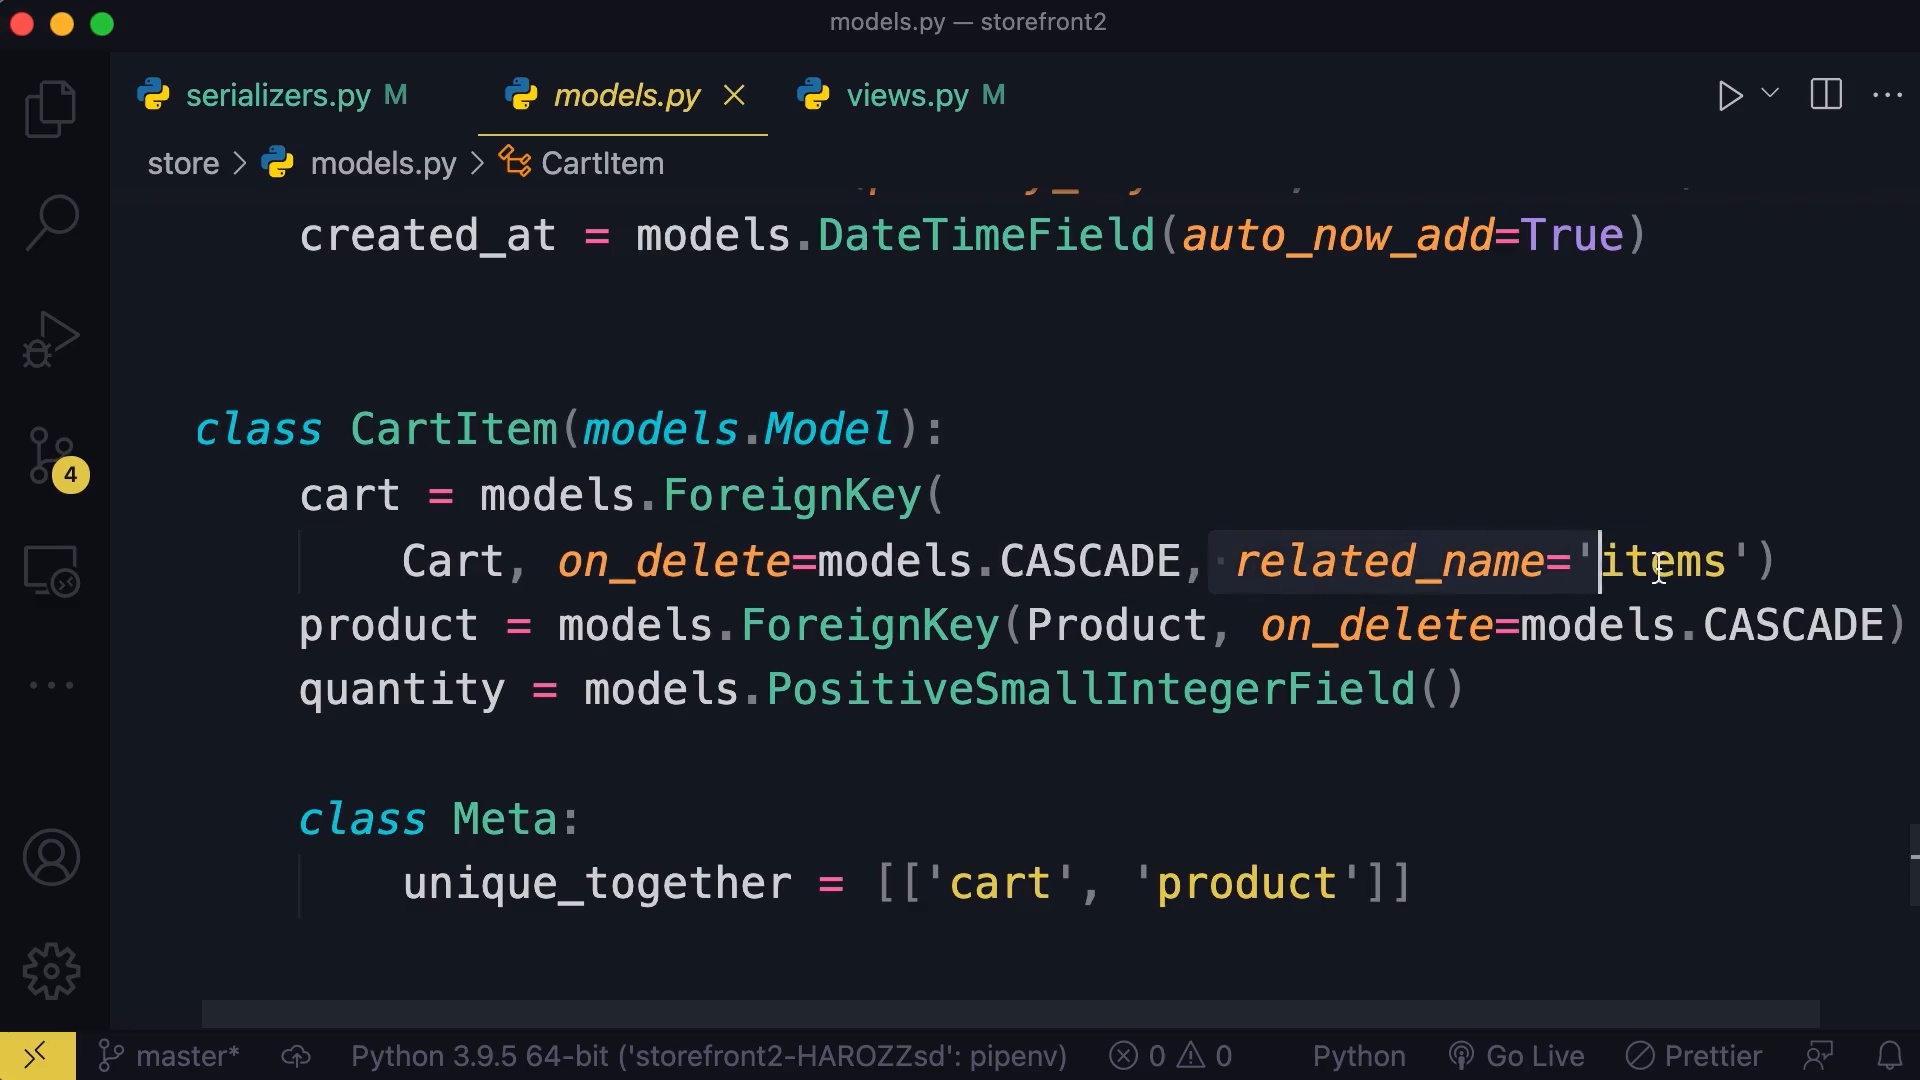 models.py — storefront2
serializers.py M
models.py
views.py M
store > models.py > CartItem
created_at = models.DateTimeField(auto_now_add=True)
class CartItem(models.Model):
cart = models.ForeignKey(
Cart, on_delete=models.CASCADE, related_name='items')
product = models.ForeignKey(Product, on_delete=models.CASCADE)
quantity = models.PositiveSmallIntegerField()
class Meta:
unique_together = [['cart', 'product']]
4
master* Python 3.9.5 64-bit ('storefront2-HAROZZsd': pipenv) 0 0 Python Go Live Prettier